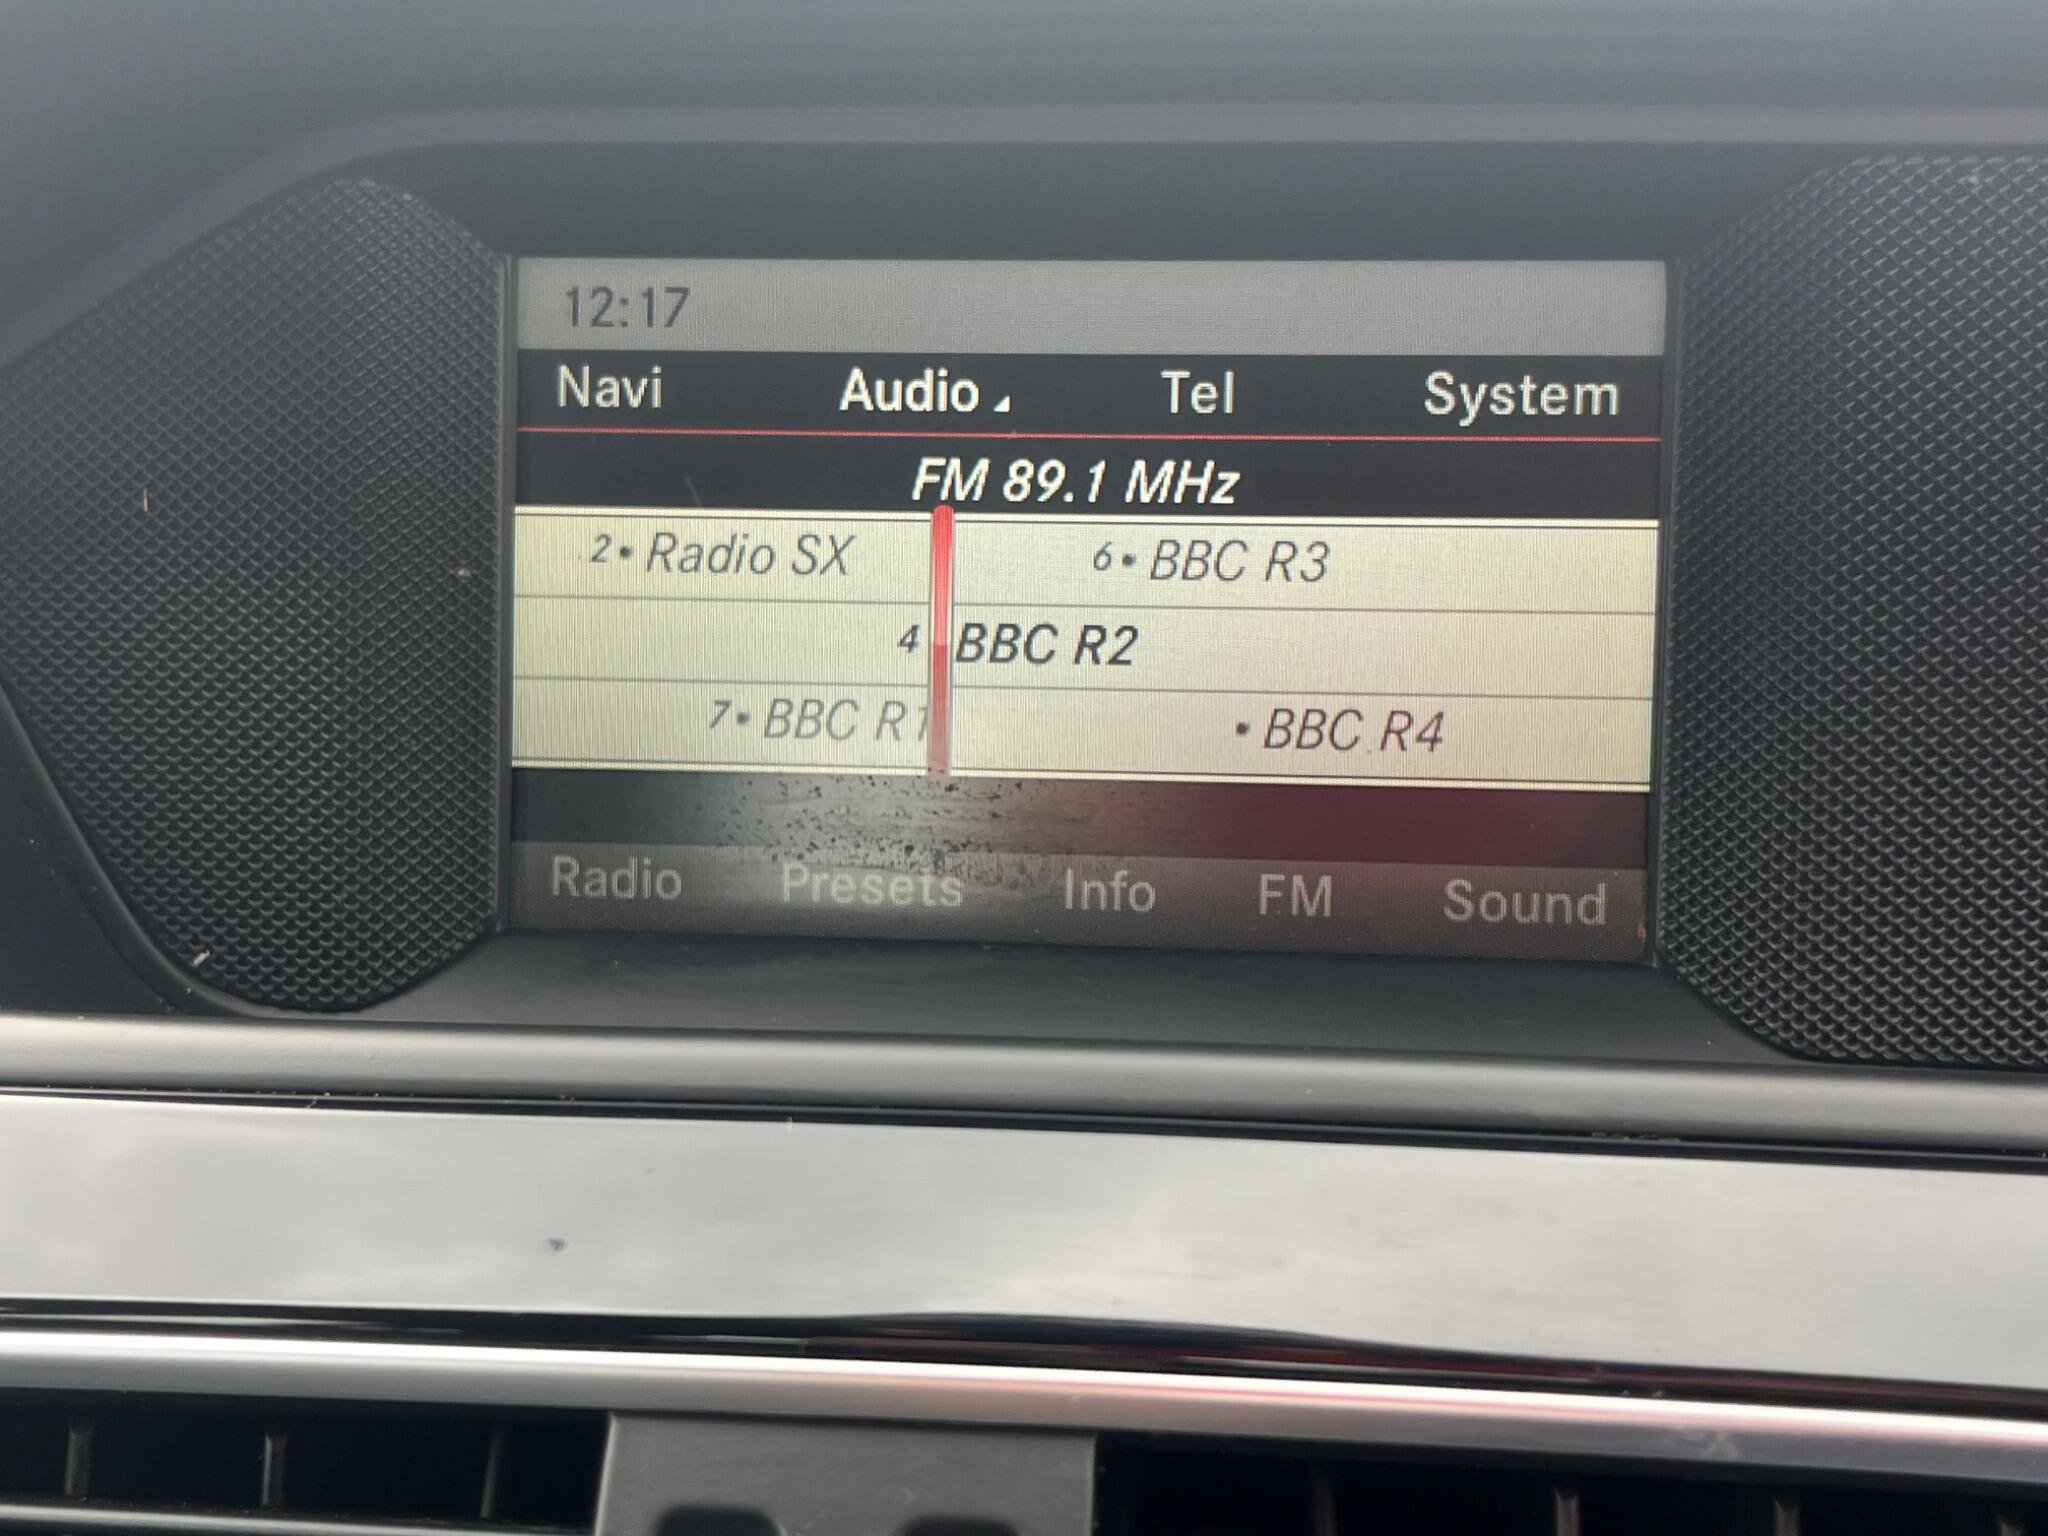 12:17
Navi Audio Tel System
FM 89.1 MHz
2• Radio SX 6• BBC R3
4 BBC R2
7• BBC R1 • BBC R4
Radio Presets Info FM Sound